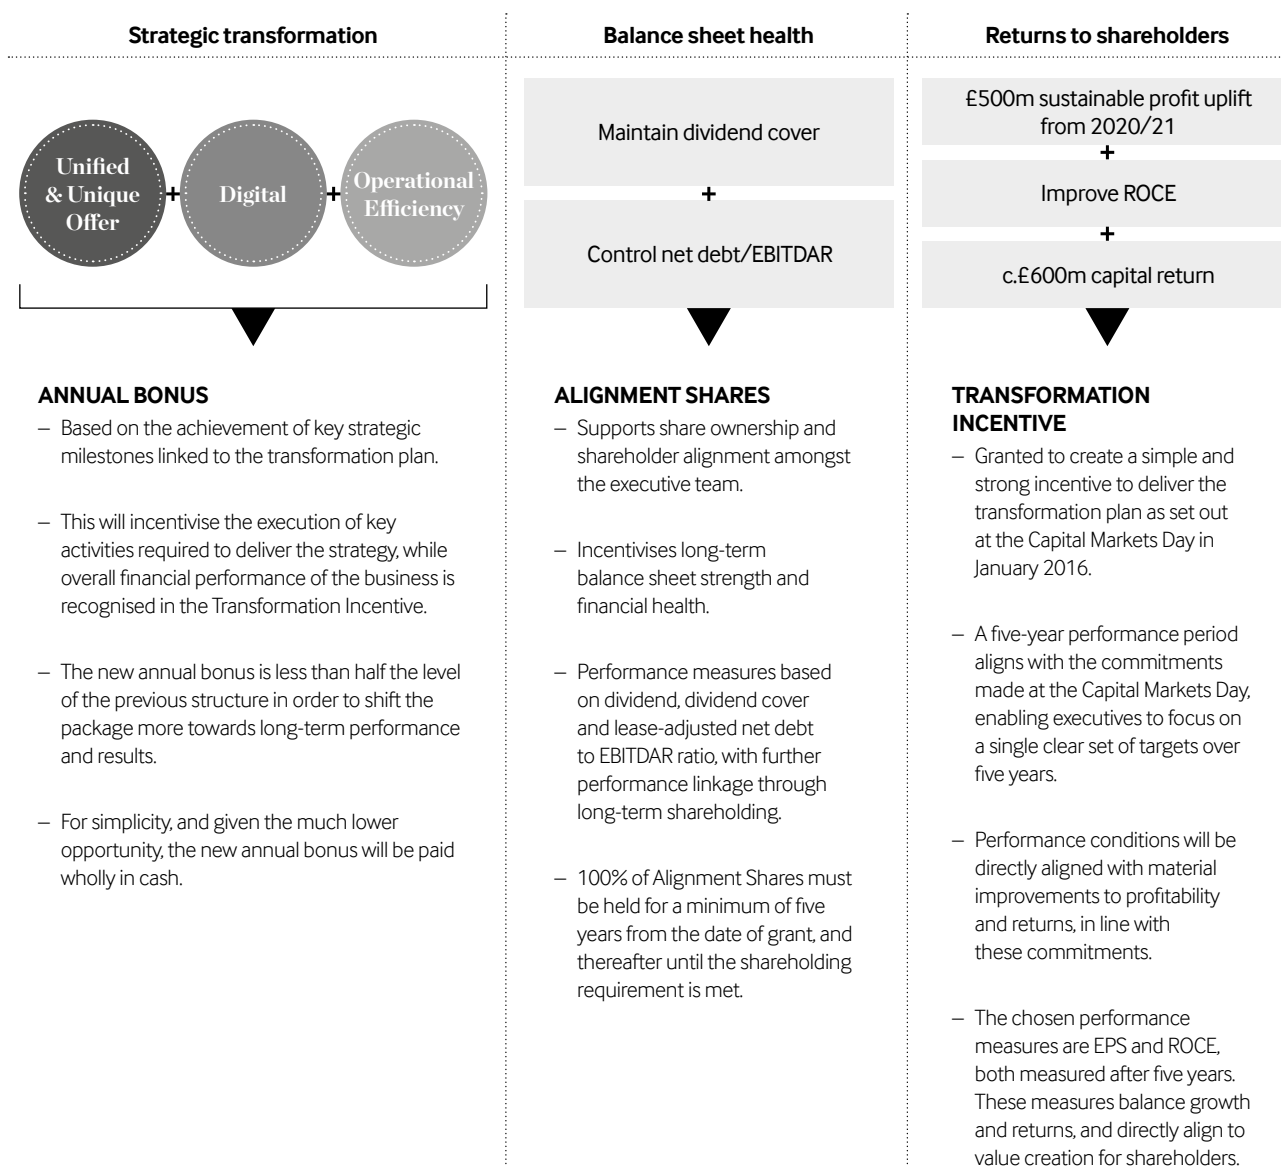 Strategic transformation
Unified
& Unique
Offer
+
Digital
+
Operational
Efficiency
ANNUAL BONUS
– Based on the achievement of key strategic
milestones linked to the transformation plan.
– This will incentivise the execution of key
activities required to deliver the strategy, while
overall financial performance of the business is
recognised in the Transformation Incentive.
– The new annual bonus is less than half the level
of the previous structure in order to shift the
package more towards long-term performance
and results.
– For simplicity, and given the much lower
opportunity, the new annual bonus will be paid
wholly in cash.
Balance sheet health
Maintain dividend cover
+
Control net debt/EBITDAR
ALIGNMENT SHARES
– Supports share ownership and
shareholder alignment amongst
the executive team.
– Incentivises long-term
balance sheet strength and
financial health.
– Performance measures based
on dividend, dividend cover
and lease-adjusted net debt
to EBITDAR ratio, with further
performance linkage through
long-term shareholding.
– 100% of Alignment Shares must
be held for a minimum of five
years from the date of grant, and
thereafter until the shareholding
requirement is met.
Returns to shareholders
£500m sustainable profit uplift
from 2020/21
+
Improve ROCE
+
c.£600m capital return
TRANSFORMATION
INCENTIVE
– Granted to create a simple and
strong incentive to deliver the
transformation plan as set out
at the Capital Markets Day in
January 2016.
– A five-year performance period
aligns with the commitments
made at the Capital Markets Day,
enabling executives to focus on
a single clear set of targets over
five years.
– Performance conditions will be
directly aligned with material
improvements to profitability
and returns, in line with
these commitments.
– The chosen performance
measures are EPS and ROCE,
both measured after five years.
These measures balance growth
and returns, and directly align to
value creation for shareholders.